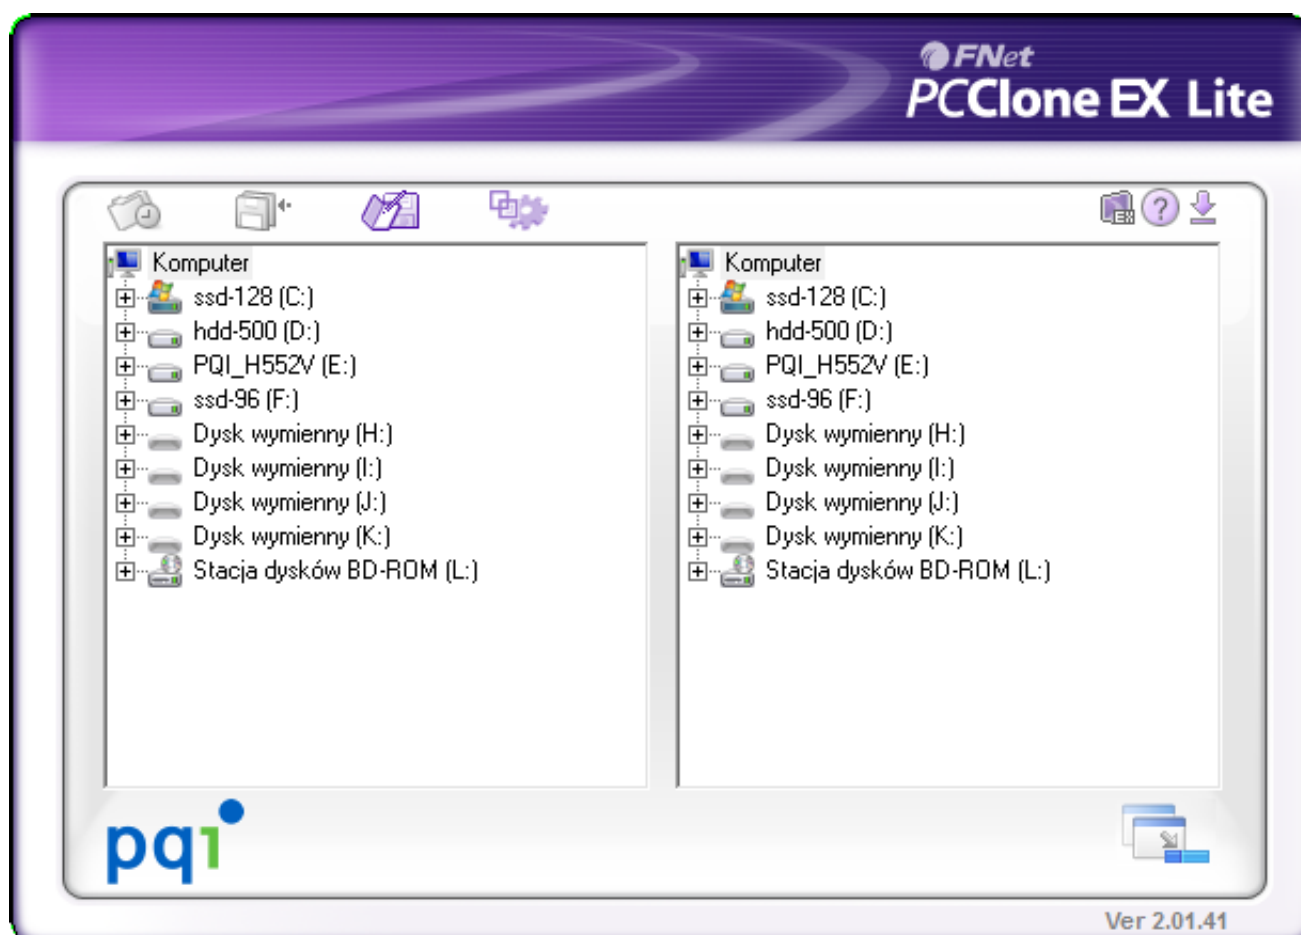 FNet
PCClone EX Lite
EX
?
Komputer
ssd-128 (C:)
hdd-500 (D:)
PQI_H552V (E:)
ssd-96 (F:)
Dysk wymienny (H:)
Dysk wymienny (I:)
Dysk wymienny (J:)
Dysk wymienny (K:)
Stacja dysków BD-ROM (L:)
Komputer
ssd-128 (C:)
hdd-500 (D:)
PQI_H552V (E:)
ssd-96 (F:)
Dysk wymienny (H:)
Dysk wymienny (I:)
Dysk wymienny (J:)
Dysk wymienny (K:)
Stacja dysków BD-ROM (L:)
pqi
Ver 2.01.41